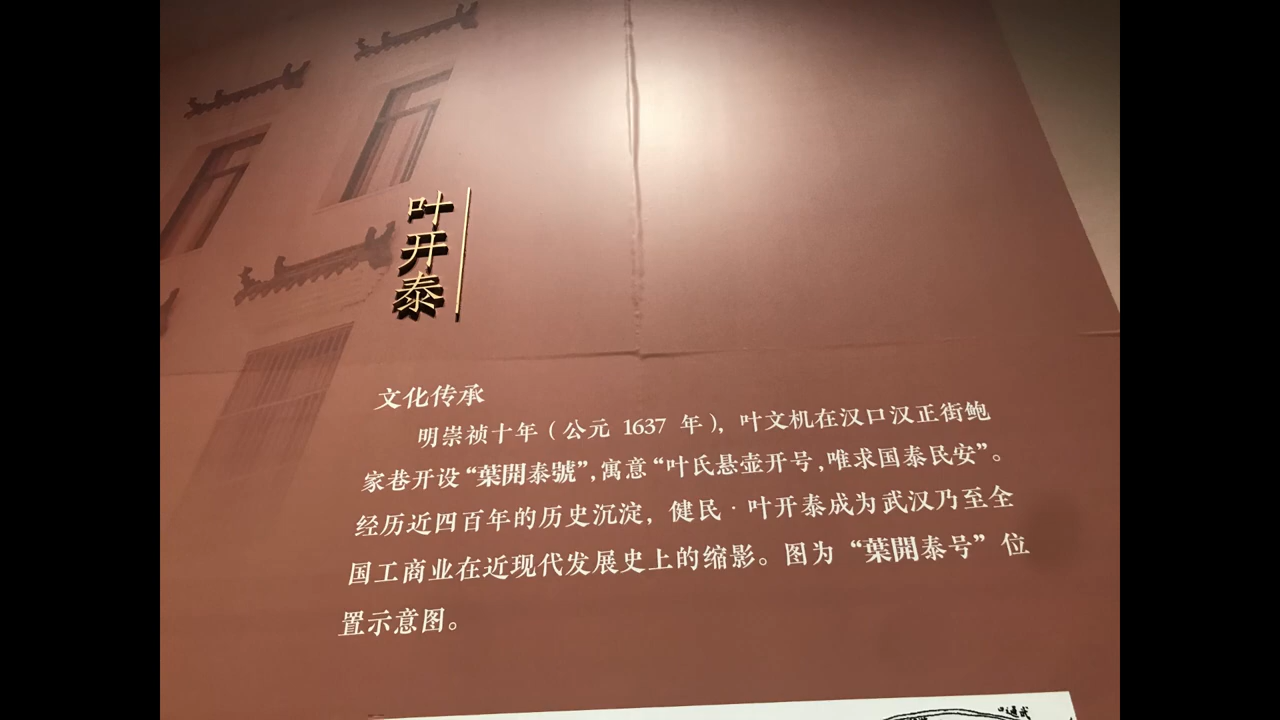 叶开泰
文化传承
明崇祯十年（公元 1637 年），叶文机在汉口汉正街鲍
家巷开设“葉開泰號”，寓意“叶氏悬壶开号，唯求国泰民安”。
经历近四百年的历史沉淀，健民·叶开泰成为武汉乃至全
国工商业在近现代发展史上的缩影。图为“葉開泰号”位
置示意图。
口通武